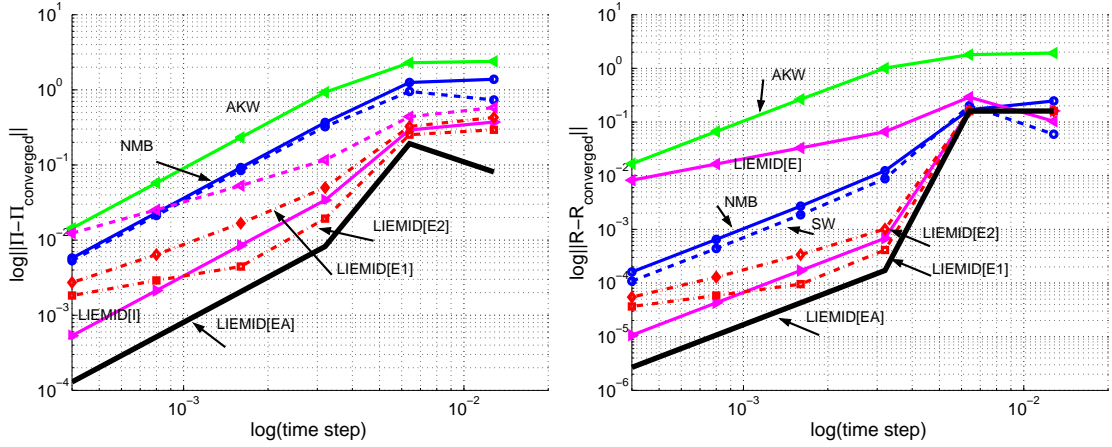 10^1
10^0
10^-1
10^-2
10^-3
10^-4
log||Π−Π_converged||
AKW
NMB
LIEMID[E2]
LIEMID[E1]
LIEMID[I]
LIEMID[EA]
10^-3
10^-2
log(time step)
10^1
10^0
10^-1
10^-2
10^-3
10^-4
10^-5
10^-6
log||R−R_converged||
AKW
LIEMID[E]
NMB
SW
LIEMID[E2]
LIEMID[E1]
LIEMID[EA]
10^-3
10^-2
log(time step)